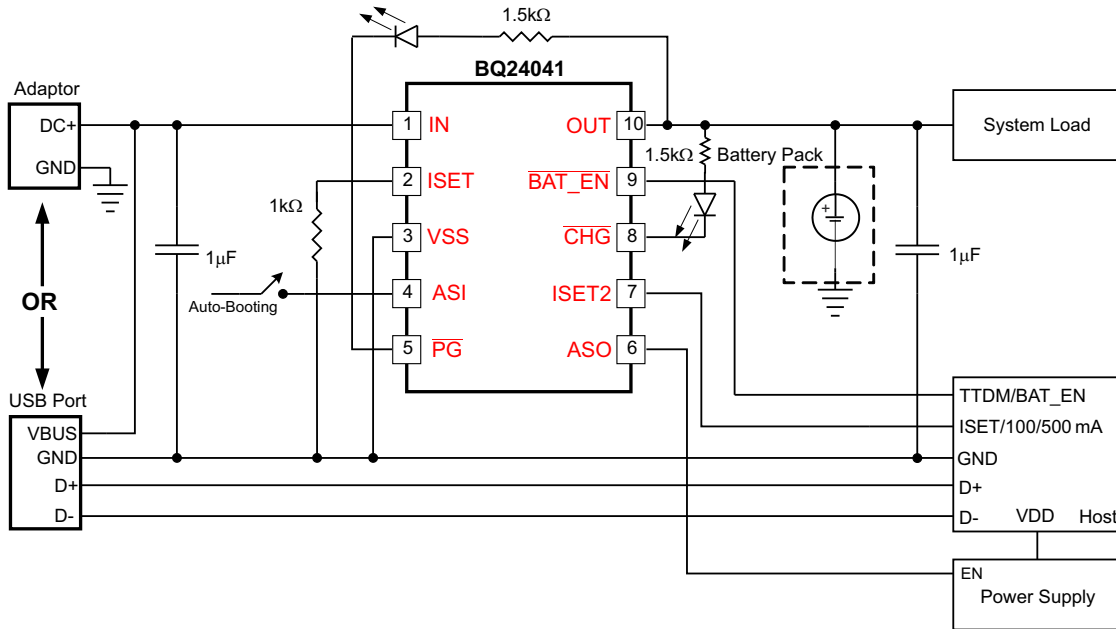 1.5kΩ
BQ24041
Adaptor
DC+
GND
1 IN
OUT 10
System Load
1.5kΩ
Battery Pack
2 ISET
BAT_EN 9
1kΩ
+
3 VSS
CHG 8
1µF
1µF
OR
Auto-Booting
4 ASI
ISET2 7
5 PG
ASO 6
USB Port
VBUS
GND
D+
D-
TTDM/BAT_EN
ISET/100/500 mA
GND
D+
D-
VDD
Host
EN
Power Supply